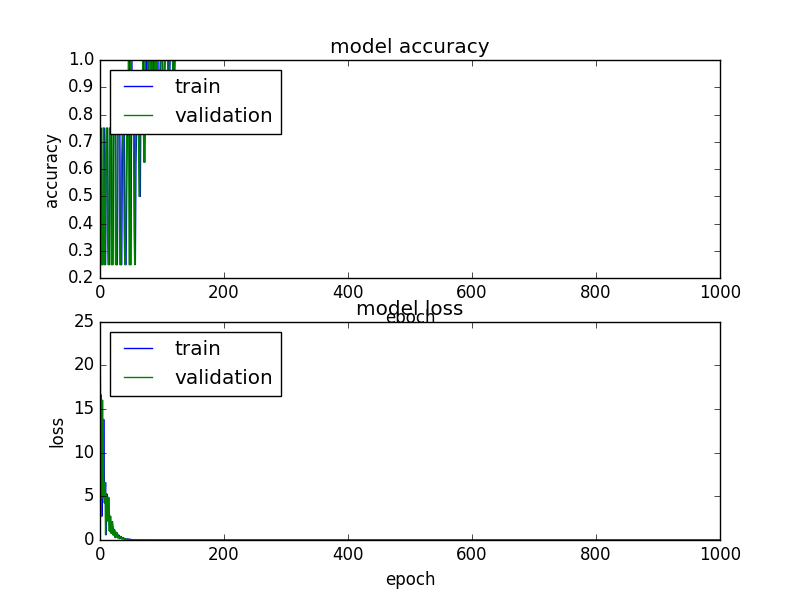 model accuracy
1.0
0.9
0.8
0.7
0.6
0.5
0.4
0.3
0.2
accuracy
train
validation
0 200 400 600 800 1000
epoch
model loss
25
20
15
10
5
0
loss
train
validation
0 200 400 600 800 1000
epoch